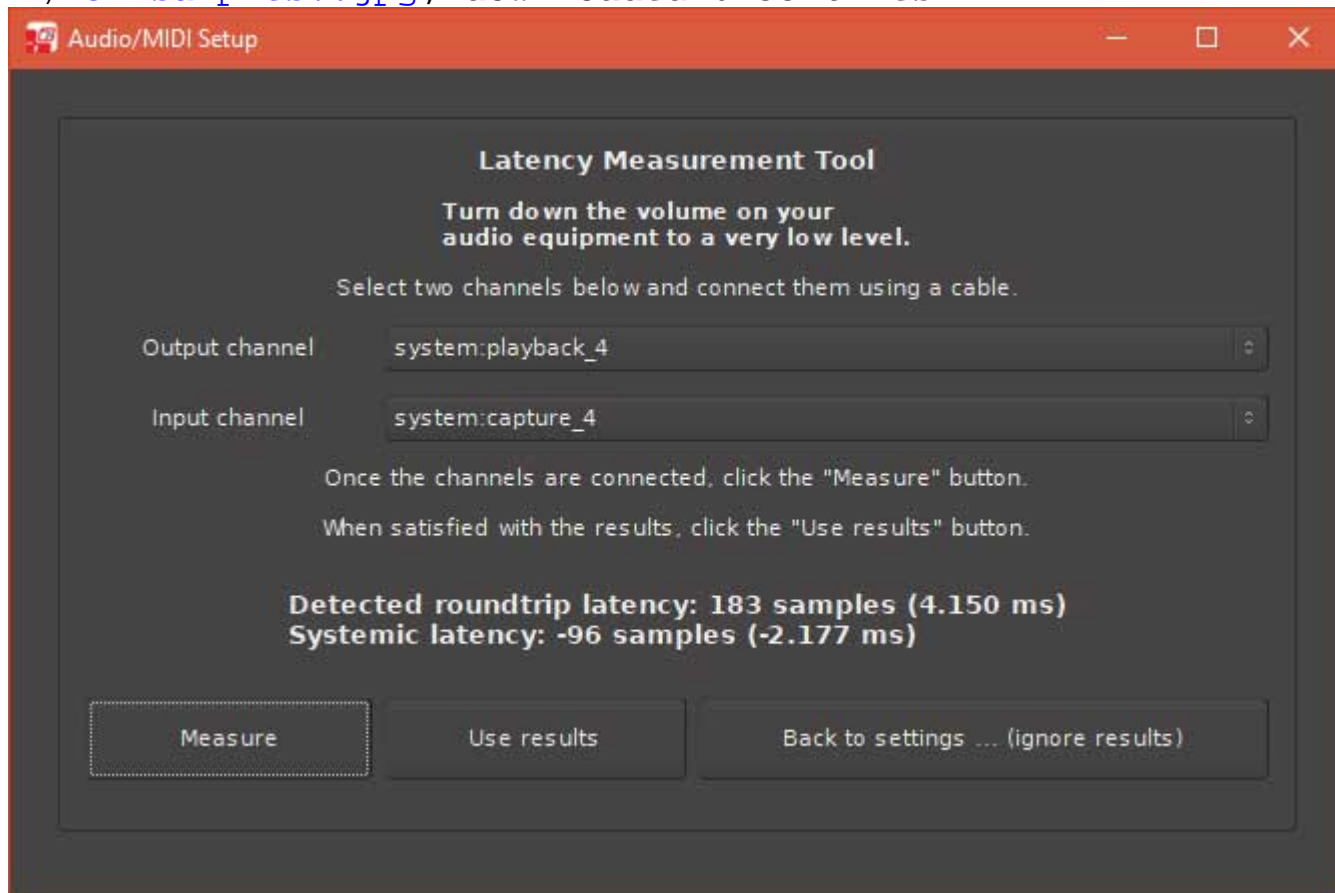 Audio/MIDI Setup
Latency Measurement Tool
Turn down the volume on your
audio equipment to a very low level.
Select two channels below and connect them using a cable.
Output channel system:playback_4
Input channel system:capture_4
Once the channels are connected, click the "Measure" button.
When satisfied with the results, click the "Use results" button.
Detected roundtrip latency: 183 samples (4.150 ms)
Systemic latency: -96 samples (-2.177 ms)
Measure Use results Back to settings ... (ignore results)